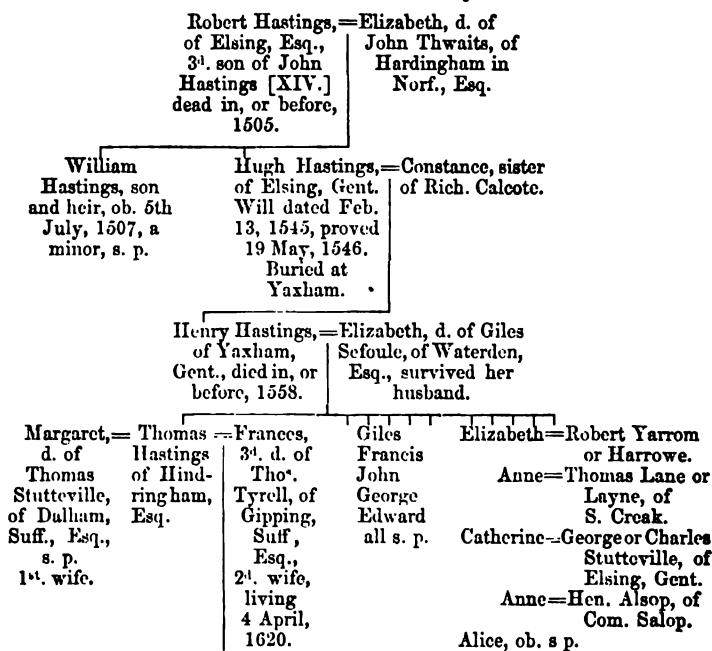 Robert Hastings,=Elizabeth, d. of
of Elsing, Esq., John Thwaits, of
3d. son of John Hardingham in
Hastings [XIV.] Norf., Esq.
dead in, or before,
1505.
William
Hastings, son
and heir, ob. 5th
July, 1507, a
minor, s. p.
Hugh Hastings,=Constance, sister
of Elsing, Gent. of Rich. Calcote.
Will dated Feb.
13, 1545, proved
19 May, 1546.
Buried at
Yaxham.
Henry Hastings,=Elizabeth, d. of Giles
of Yaxham, Sefoule, of Waterden,
Gent., died in, or Esq., survived her
before, 1558. husband.
Margaret,=
d. of
Thomas
Stutteville,
of Dalham,
Suff., Esq.,
s. p.
1st. wife.
Thomas
Hastings
of Hind-
ringham,
Esq.
=Frances,
3d. d. of
Thos.
Tyrell, of
Gipping,
Suff,
Esq.,
2d. wife,
living
4 April,
1620.
Giles
Francis
John
George
Edward
all s. p.
Elizabeth=Robert Yarrom
or Harrowe.
Anne=Thomas Lane or
Layne, of
S. Creak.
Catherine=George or Charles
Stutteville, of
Elsing, Gent.
Anne=Hen. Alsop, of
Com. Salop.
Alice, ob. s p.